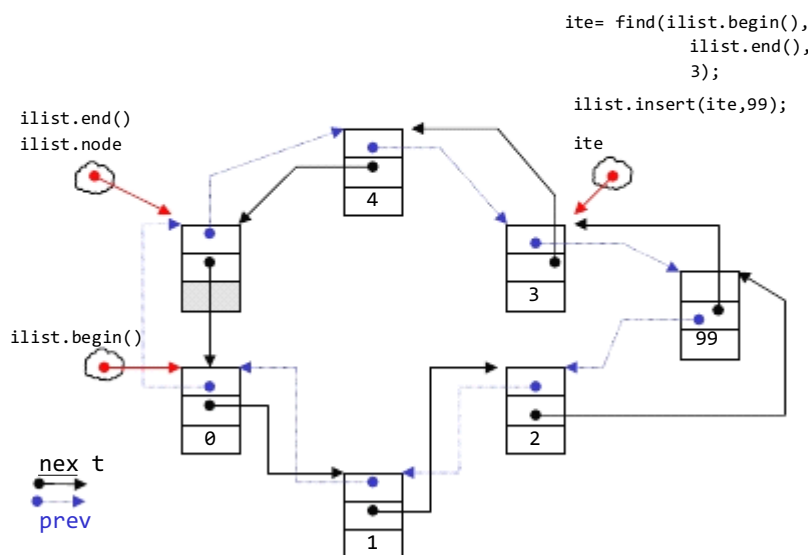 ite= find(ilist.begin(),
ilist.end(),
3);
ilist.insert(ite,99);
ilist.end()
ilist.node
ite
4
3
99
ilist.begin()
0
2
1
nex t
prev